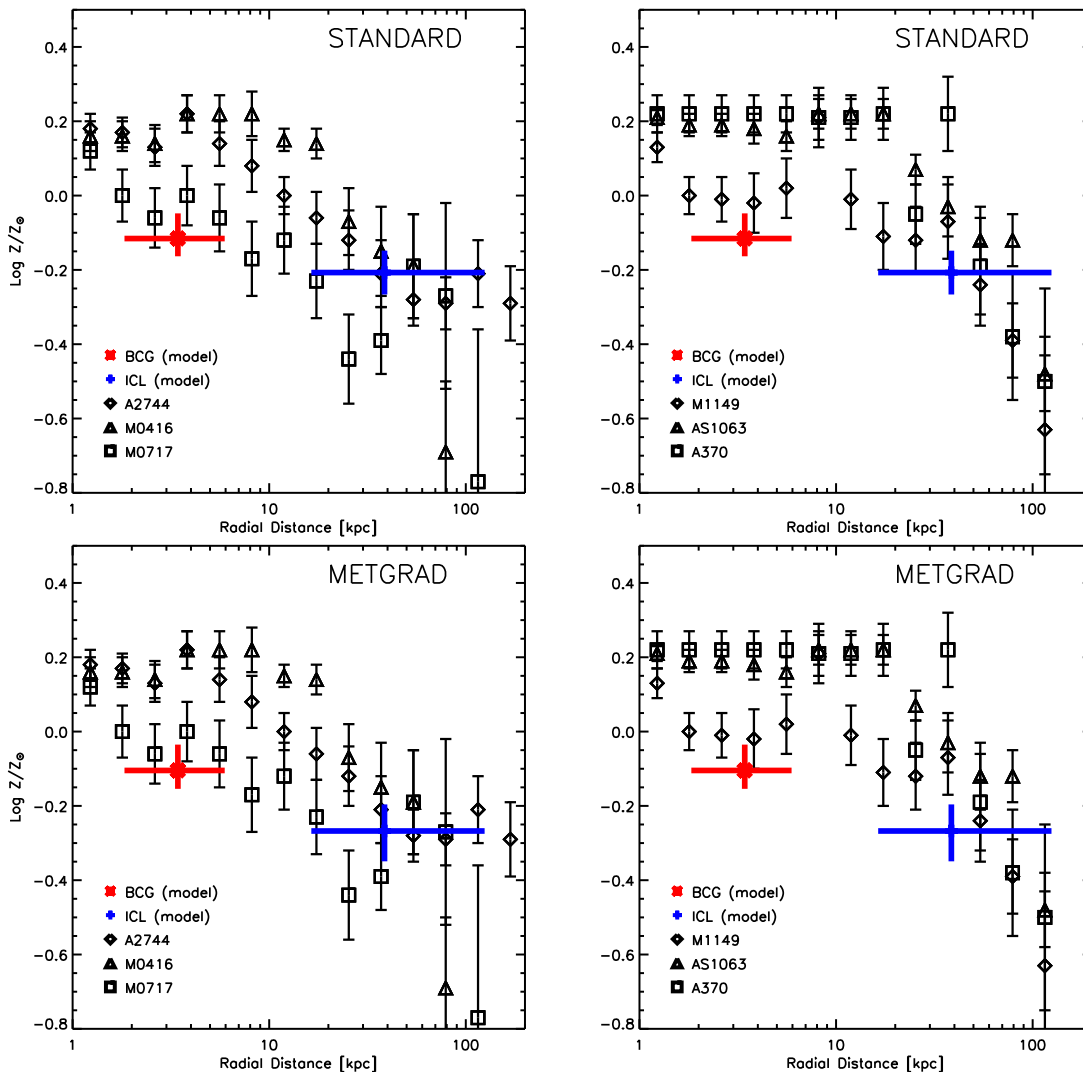 STANDARD
0.4
0.2
0.0
-0.2
-0.4
-0.6
-0.8
Log Z/Z⊙
BCG (model)
ICL (model)
A2744
M0416
M0717
1
10
100
Radial Distance [kpc]
STANDARD
0.4
0.2
0.0
-0.2
-0.4
-0.6
-0.8
BCG (model)
ICL (model)
M1149
AS1063
A370
1
10
100
Radial Distance [kpc]
METGRAD
0.4
0.2
0.0
-0.2
-0.4
-0.6
-0.8
Log Z/Z⊙
BCG (model)
ICL (model)
A2744
M0416
M0717
1
10
100
Radial Distance [kpc]
METGRAD
0.4
0.2
0.0
-0.2
-0.4
-0.6
-0.8
BCG (model)
ICL (model)
M1149
AS1063
A370
1
10
100
Radial Distance [kpc]